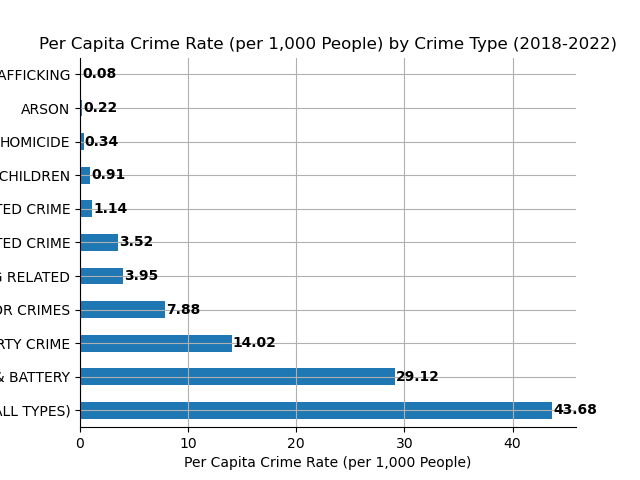 Per Capita Crime Rate (per 1,000 People) by Crime Type (2018-2022)
AFFICKING 0.08
ARSON 0.22
HOMICIDE 0.34
CHILDREN 0.91
TED CRIME 1.14
TED CRIME 3.52
G RELATED 3.95
OR CRIMES 7.88
RTY CRIME 14.02
& BATTERY 29.12
ALL TYPES) 43.68
0 10 20 30 40
Per Capita Crime Rate (per 1,000 People)